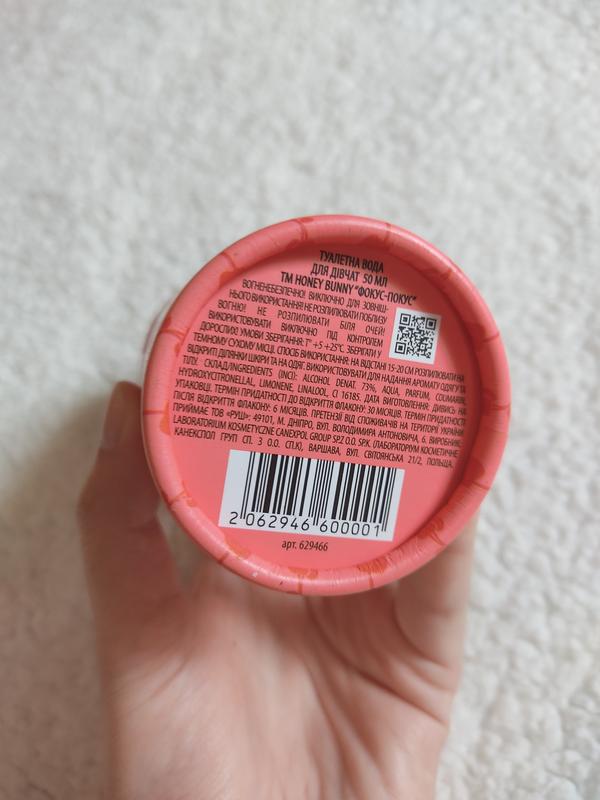 ТУАЛЕТНА ВОДА
ДЛЯ ДІВЧАТ 50 МЛ
ТМ HONEY BUNNY "ФОКУС-ПОКУС"
ВОГНЕНЕБЕЗПЕЧНО! ВИКЛЮЧНО ДЛЯ ЗОВНІШ-
НЬОГО ВИКОРИСТАННЯ! НЕ РОЗПИЛЮВАТИ ПОБЛИЗУ
ВОГНЮ! НЕ РОЗПИЛЮВАТИ БІЛЯ ОЧЕЙ!
ВИКОРИСТОВУВАТИ ВИКЛЮЧНО ПІД КОНТРОЛЕМ
ДОРОСЛИХ! УМОВИ ЗБЕРІГАННЯ: T° +5 +25°C. ЗБЕРІГАТИ У
ТЕМНОМУ СУХОМУ МІСЦІ. СПОСІБ ВИКОРИСТАННЯ: НА ВІДСТАНІ 15-20 СМ РОЗПИЛЮВАТИ НА
ВІДКРИТІ ДІЛЯНКИ ШКІРИ ТА НА ОДЯГ. ВИКОРИСТОВУВАТИ ДЛЯ НАДАННЯ АРОМАТУ ОДЯГУ ТА
ТІЛУ. СКЛАД/INGREDIENTS (INCI): ALCOHOL DENAT. 73%, AQUA, PARFUM, COUMARIN,
HYDROXYCITRONELLAL, LIMONENE, LINALOOL, CI 16185. ДАТА ВИГОТОВЛЕННЯ: ДИВИСЬ НА
УПАКОВЦІ. ТЕРМІН ПРИДАТНОСТІ ДО ВІДКРИТТЯ ФЛАКОНУ: 30 МІСЯЦІВ. ТЕРМІН ПРИДАТНОСТІ
ПІСЛЯ ВІДКРИТТЯ ФЛАКОНУ: 6 МІСЯЦІВ. ПРЕТЕНЗІЇ ВІД СПОЖИВАЧІВ НА ТЕРИТОРІЇ УКРАЇНИ
ПРИЙМАЄ ТОВ «РУШ»: 49101, М. ДНІПРО, ВУЛ. ВОЛОДИМИРА АНТОНОВИЧА, 6. ВИРОБНИК:
LABORATORIUM KOSMETYCZNE CANEXPOL GROUP SP.Z O.O. SP.K. (ЛАБОРАТОРІУМ КОСМЕТИЧНЕ
КАНЕКСПОЛ ГРУП СП. З О.О. СП.К), ВАРШАВА, ВУЛ. СВІТОЯНСЬКА 21/2, ПОЛЬЩА.
2 062946 600001
арт. 629466